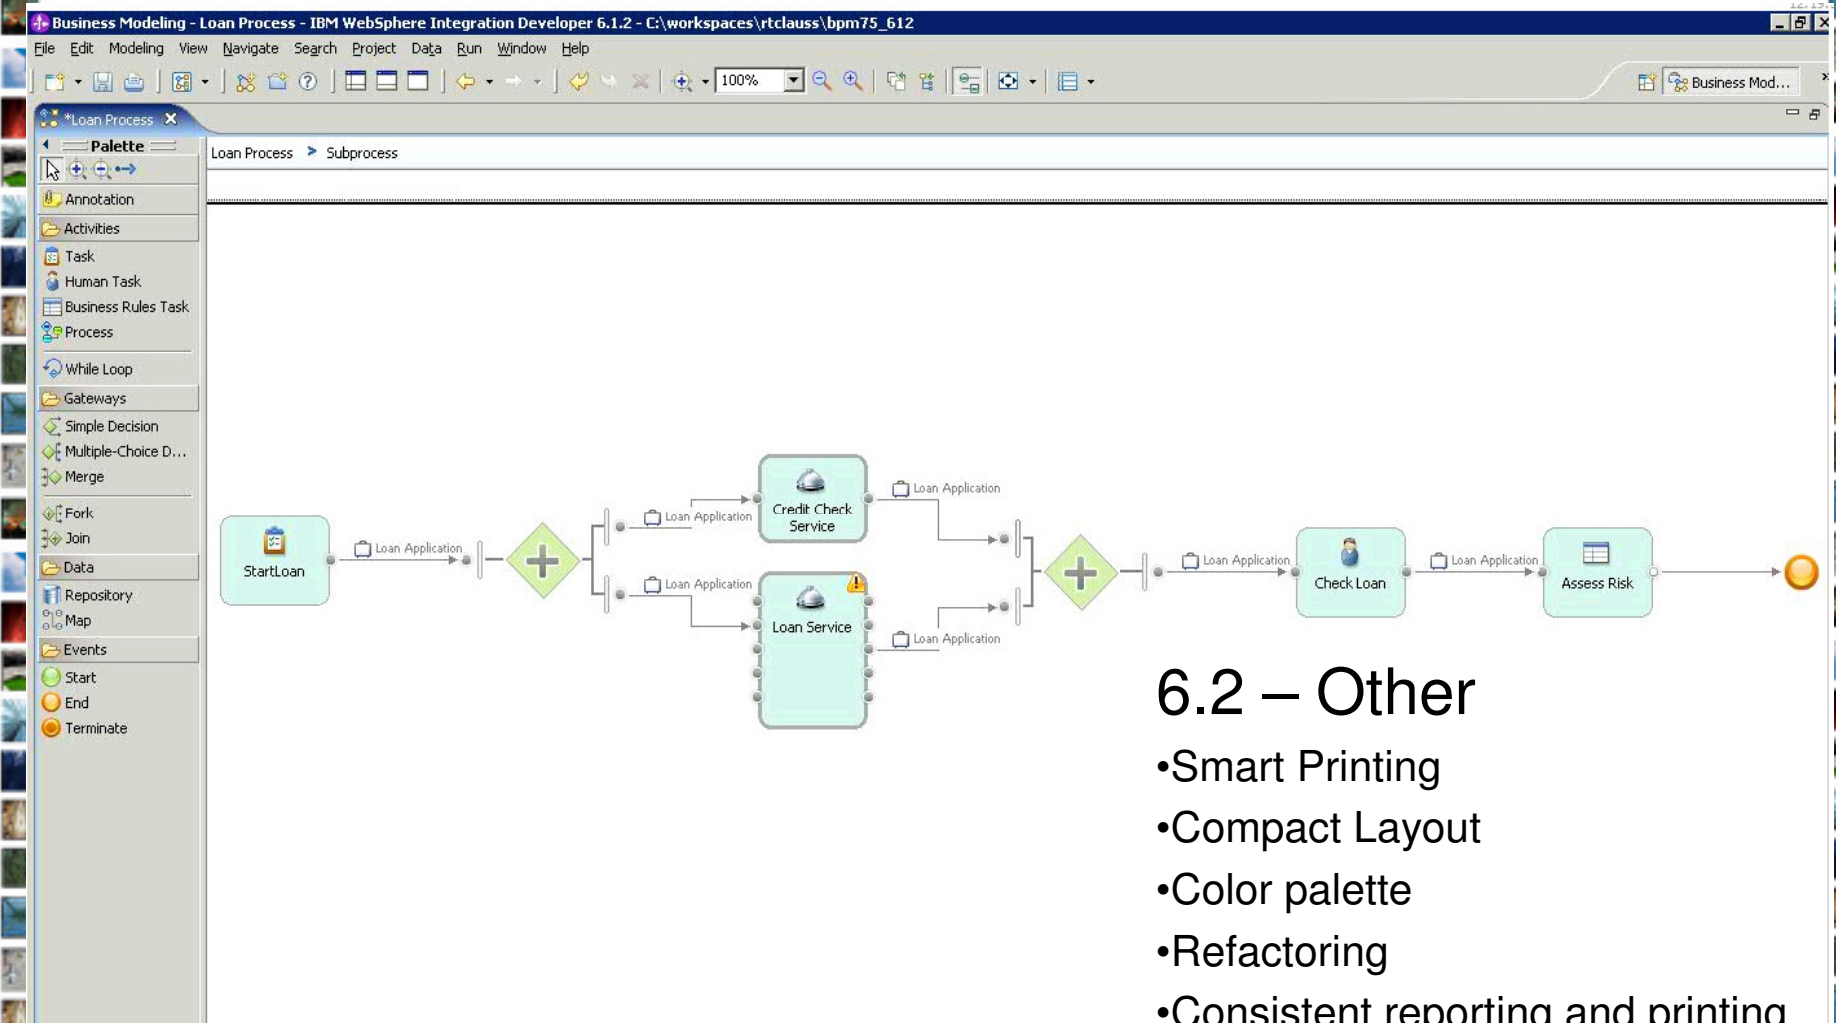 Business Modeling - Loan Process - IBM WebSphere Integration Developer 6.1.2 - C:\workspaces\rtclauss\bpm75_612
File Edit Modeling View Navigate Search Project Data Run Window Help
100%
Business Mod...
*Loan Process X
Palette
Loan Process > Subprocess
Annotation
Activities
Task
Human Task
Business Rules Task
Process
While Loop
Gateways
Simple Decision
Multiple-Choice D...
Merge
Fork
Join
Data
Repository
Map
Events
Start
End
Terminate
StartLoan
Loan Application
Loan Application
Loan Application
Credit Check
Service
Loan Service
Loan Application
Loan Application
Loan Application
Check Loan
Loan Application
Assess Risk
6.2 – Other
•Smart Printing
•Compact Layout
•Color palette
•Refactoring
•Consistent reporting and printing